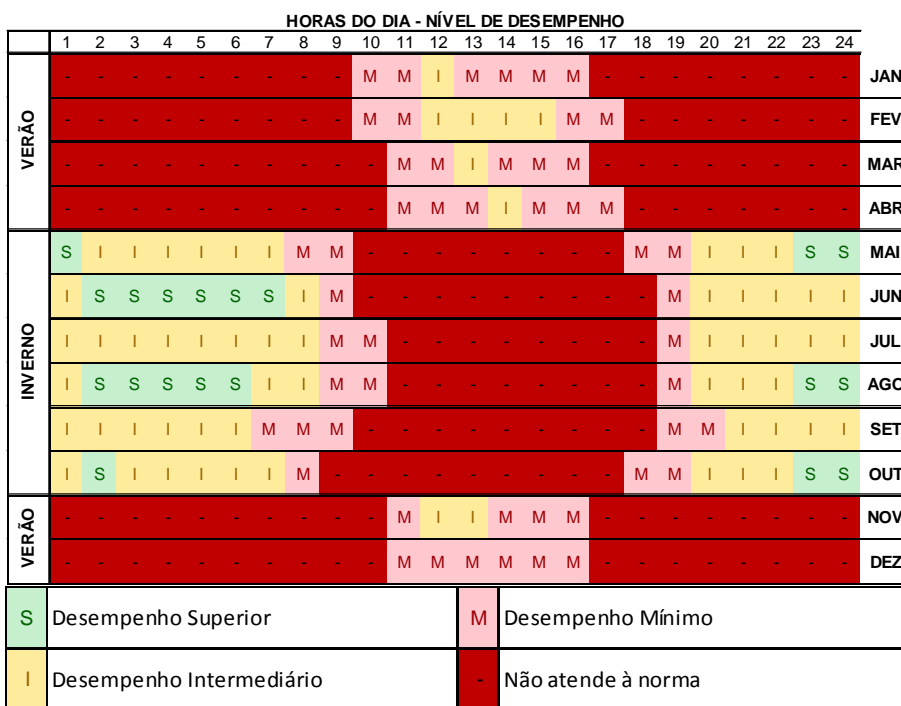 HORAS DO DIA - NÍVEL DE DESEMPENHO
1 2 3 4 5 6 7 8 9 10 11 12 13 14 15 16 17 18 19 20 21 22 23 24
VERÃO
- - - - - - - - - M M I M M M M - - - - - - - - JAN
- - - - - - - - - M M I I I I M M - - - - - - - FEV
- - - - - - - - - - M M I M M M - - - - - - - - MAR
- - - - - - - - - - M M M I M M M - - - - - - - ABR
INVERNO
S I I I I I I M M - - - - - - - - M M I I I S S MAI
I S S S S S S I M - - - - - - - - - M I I I I I JUN
I I I I I I I I M M - - - - - - - - M I I I I I JUL
I S S S S S I I M M - - - - - - - - M I I I S S AGO
I I I I I I M M M - - - - - - - - - M M I I I I SET
I S I I I I I M - - - - - - - - - M M I I I S S OUT
VERÃO
- - - - - - - - - - M I I M M M - - - - - - - - NOV
- - - - - - - - - - M M M M M M - - - - - - - - DEZ
S Desempenho Superior M Desempenho Mínimo
I Desempenho Intermediário - Não atende à norma